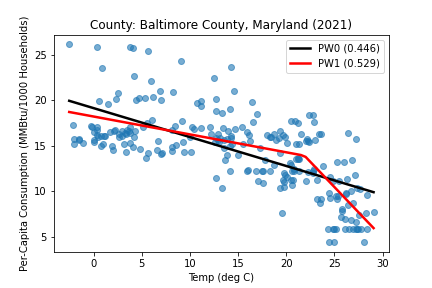 County: Baltimore County, Maryland (2021)
PW0 (0.446)
PW1 (0.529)
Per-Capita Consumption (MMBtu/1000 Households)
25
20
15
10
5
0 5 10 15 20 25 30
Temp (deg C)